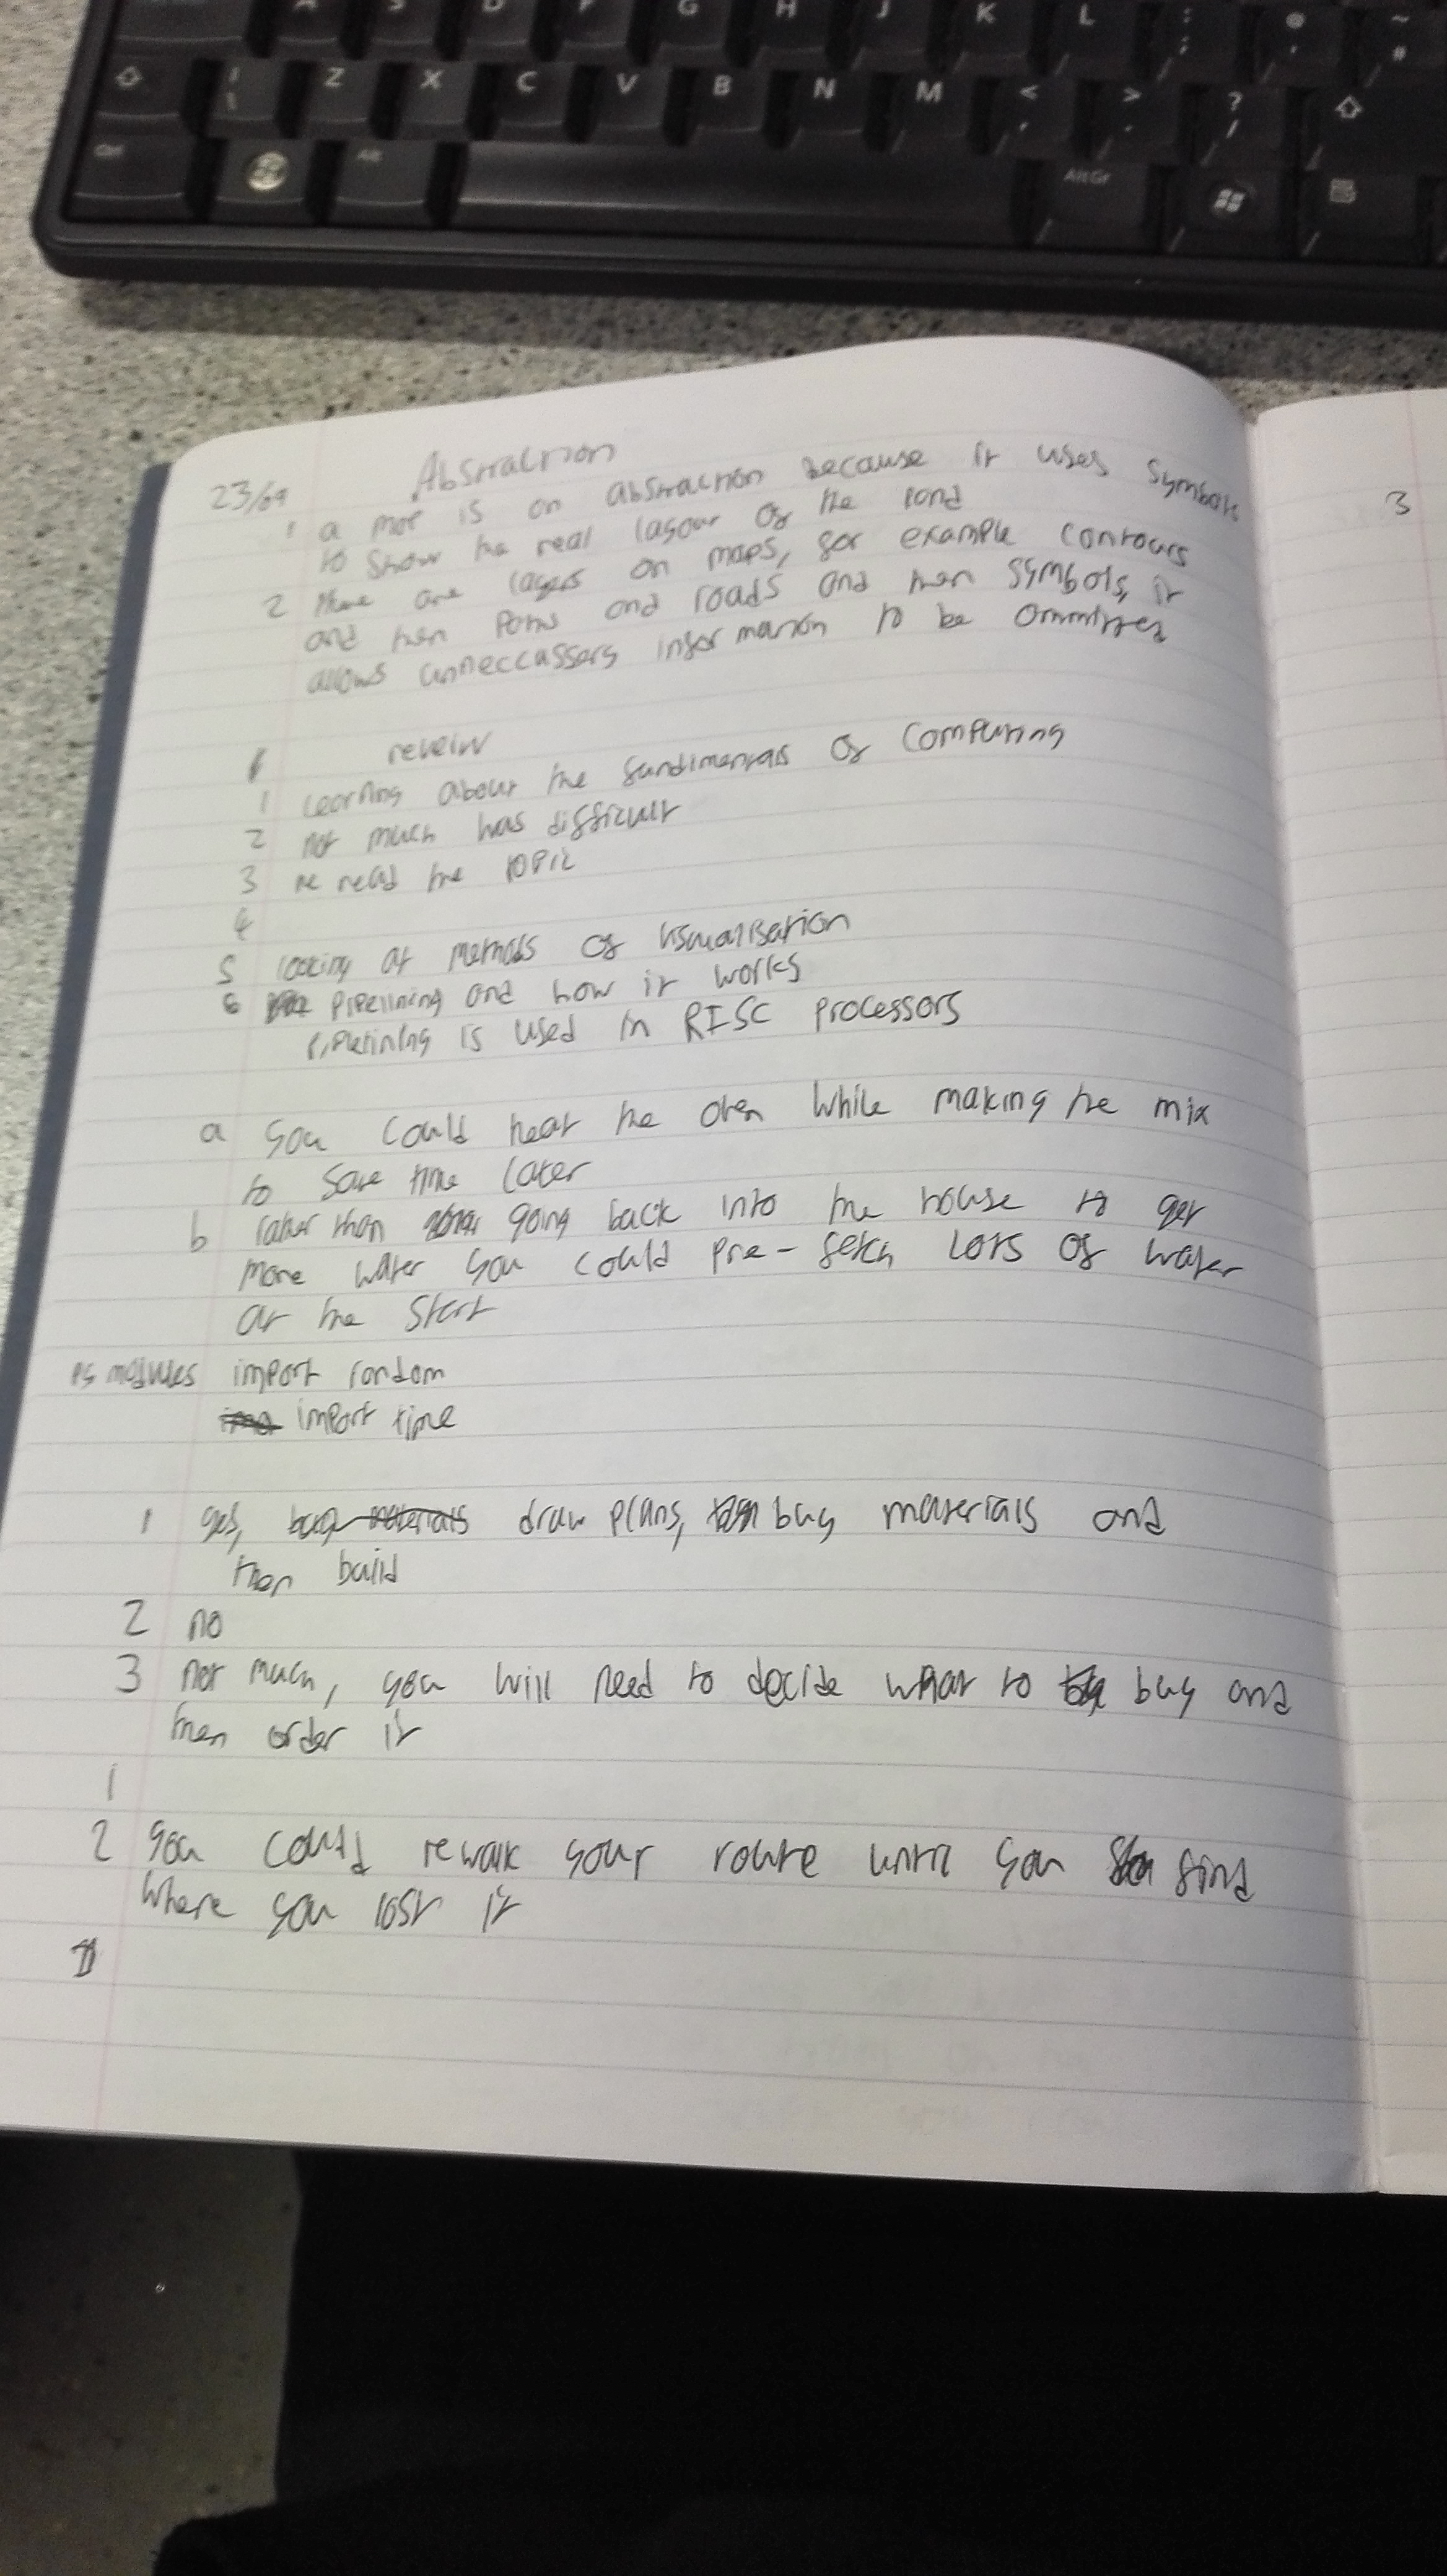 A S D F G H J K L : ; @ ' ~ #
| \ Z X C V B N M < , > . ? /
Ctrl Alt AltGr
Abstraction
23/09
1 a map is an abstraction because it uses symbols
to show the real layout of the land
2 there are layers on maps, for example contours
and then paths and roads and then symbols, it
allows unneccassery information to be ommitted
review
1 learning about the fundimentals of computing
2 not much was difficult
3 re read the topic
4
5 looking at methods of visualisation
6 pipelining and how it works
pipelining is used in RISC processors
a you could heat the oven while making the mix
to save time later
b rather than going back into the house to get
more water you could pre-fetch lots of water
at the start
PS modules import random
import time
1 yes, buy materials draw plans, buy materials and
then build
2 no
3 not much, you will need to decide what to buy and
then order it
1
2 you could rewalk your route until you find
where you lost it
3